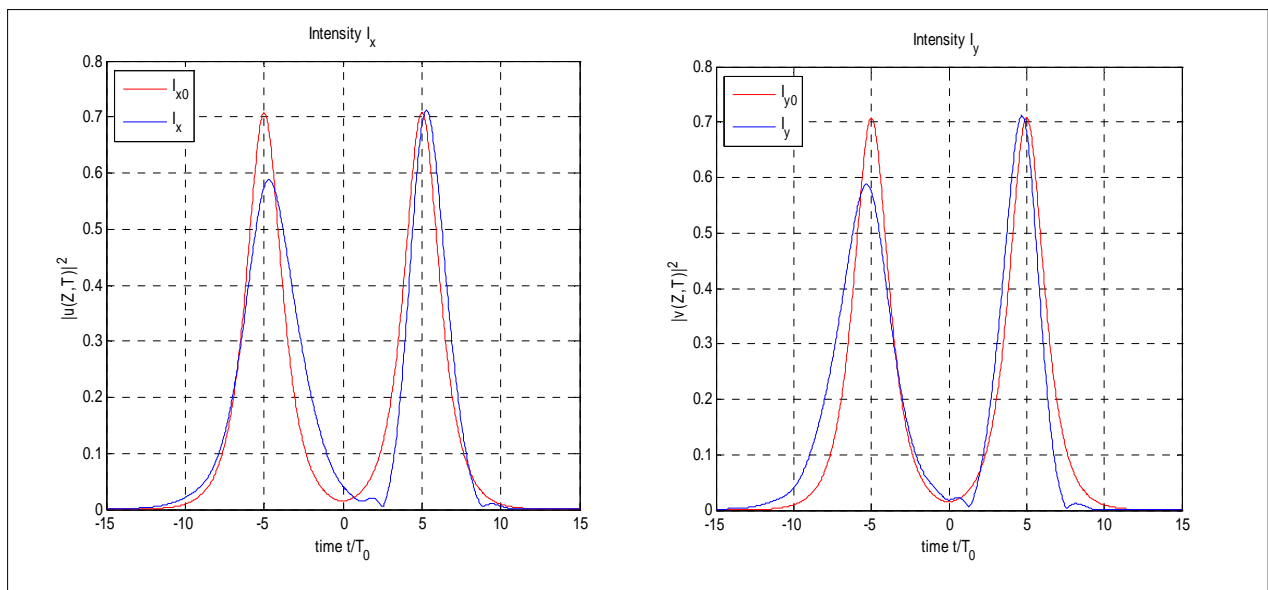 Intensity I_x
0.8
0.7
0.6
0.5
0.4
0.3
0.2
0.1
0
|u(Z,T)|²
I_x0
I_x
-15 -10 -5 0 5 10 15
time t/T_0
Intensity I_y
0.8
0.7
0.6
0.5
0.4
0.3
0.2
0.1
0
|v(Z,T)|²
I_y0
I_y
-15 -10 -5 0 5 10 15
time t/T_0